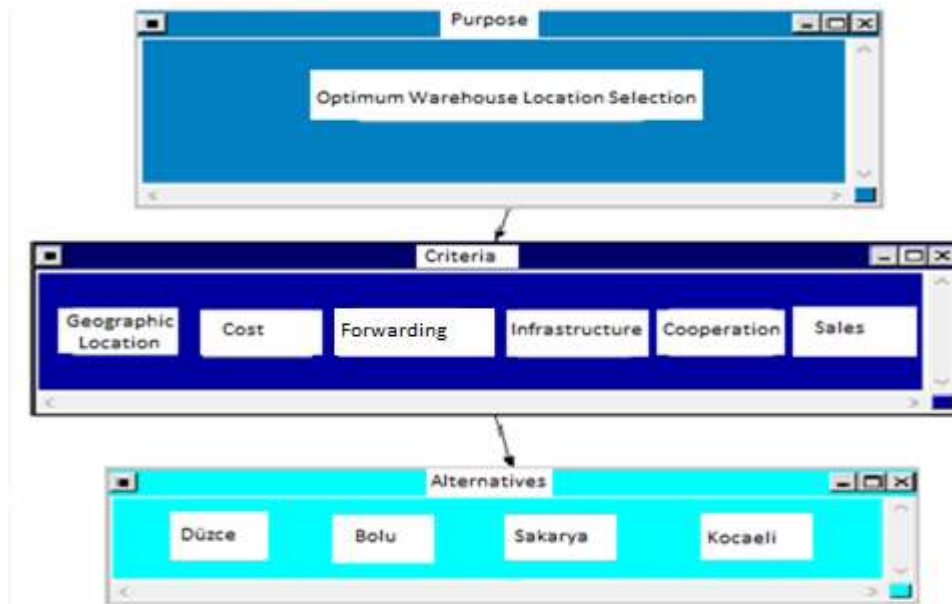 Purpose
Optimum Warehouse Location Selection
Criteria
Geographic
Location
Cost
Forwarding
Infrastructure
Cooperation
Sales
Alternatives
Düzce
Bolu
Sakarya
Kocaeli